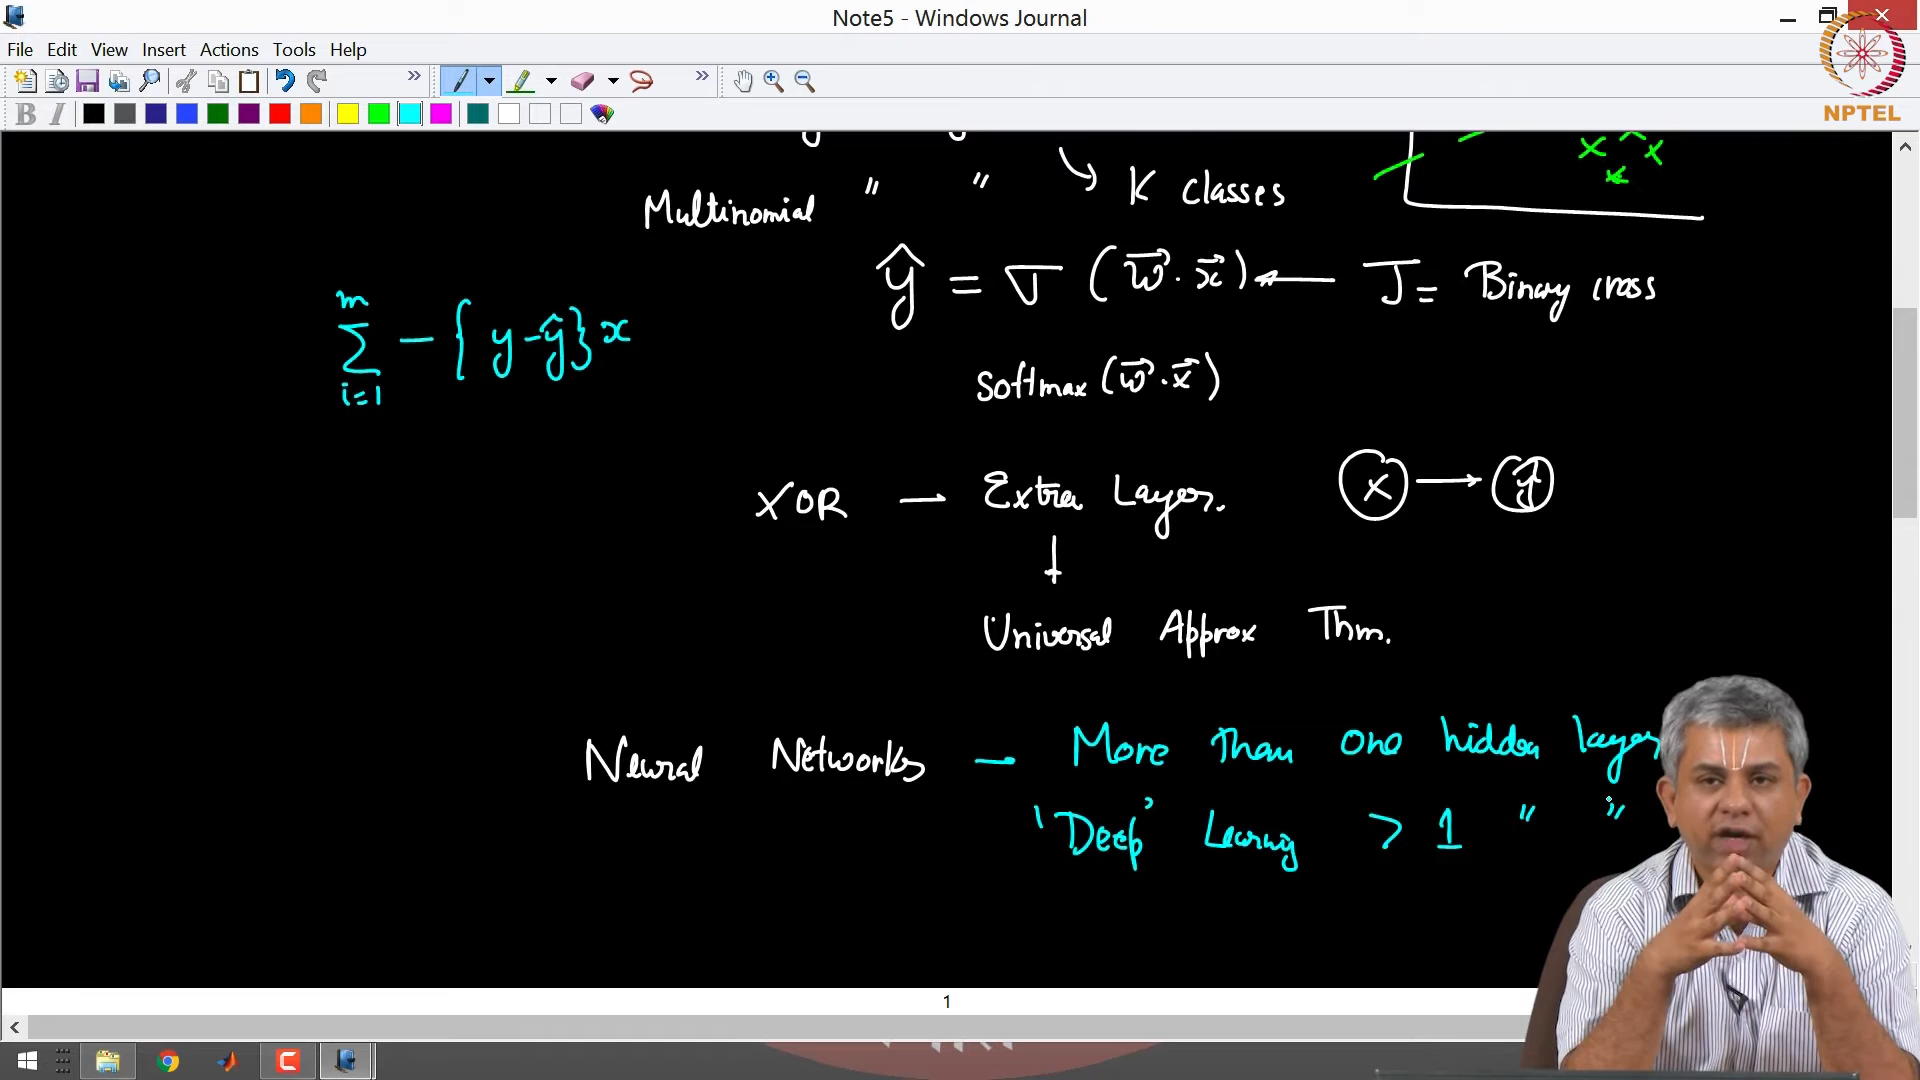 Note5 - Windows Journal
File Edit View Insert Actions Tools Help
NPTEL
Multinomial " " K classes
x x x
ŷ = σ (w⃗ · x⃗) ← J = Binary cross
m
∑ - { y - ŷ } x
i=1
Softmax (w⃗ · x⃗)
XOR — Extra Layer. x → ŷ
Universal Approx Thm.
Neural Networks — More than one hidden layer
'Deep' Learning > 1 " "
1